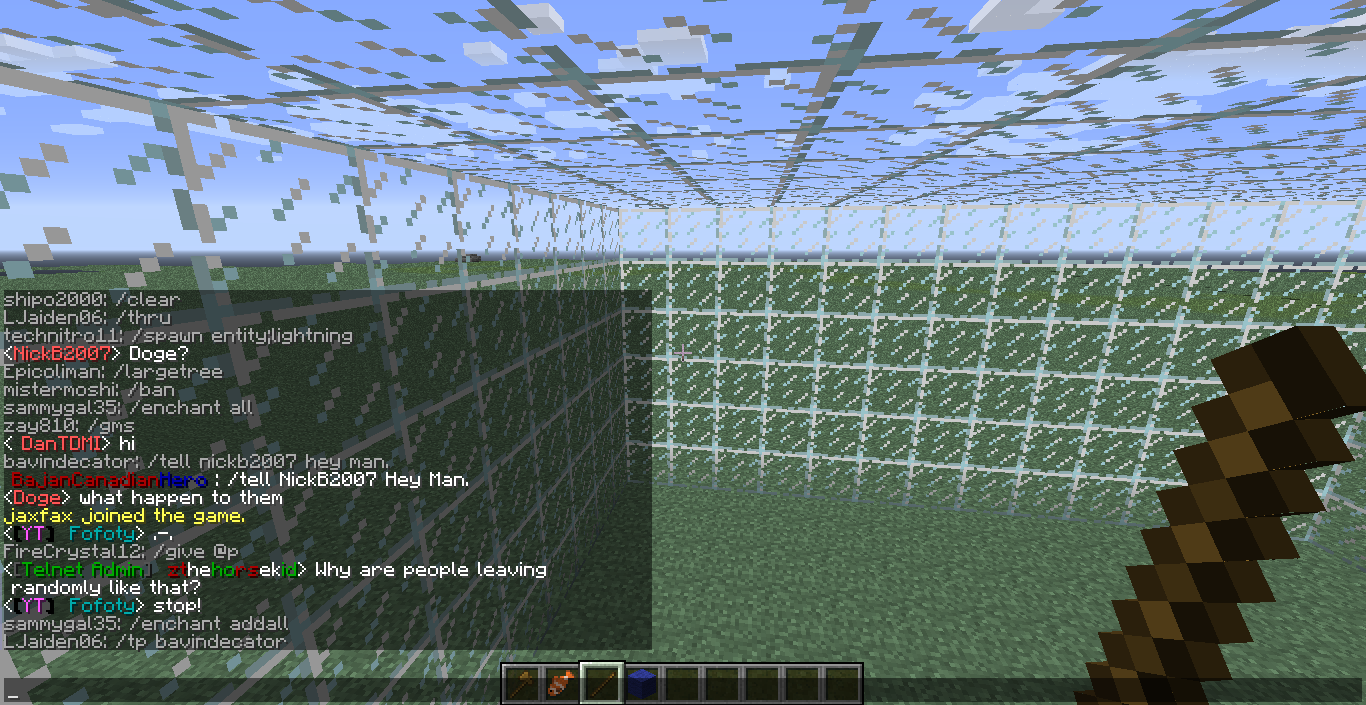 shipo2000: /clear
LJaiden06: /thru
technitro11: /spawn entity!lightning
<NickB2007> Doge?
Epicoliman: /largetree
mistermoshi: /ban
sammygal35: /enchant all
zay810: /gms
< DanTDM1> hi
bavindecator: /tell nickb2007 hey man.
BajanCanadianHero : /tell NickB2007 Hey Man.
<Doge> what happen to them
jaxfax joined the game.
<[YT] Fofoty> .-.
FireCrystal12: /give @p
<[Telnet Admin] zthehorsekid> Why are people leaving
randomly like that?
<[YT] Fofoty> stop!
sammygal35: /enchant addall
LJaiden06: /tp bavindecator
_